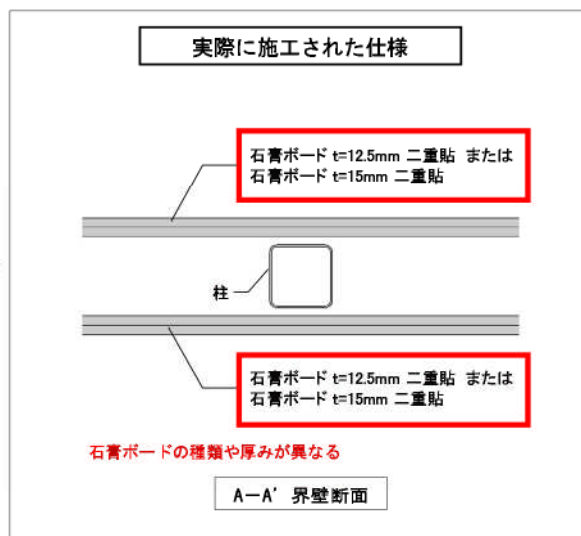 実際に施工された仕様
石膏ボード t=12.5mm 二重貼 または
石膏ボード t=15mm 二重貼
柱
石膏ボード t=12.5mm 二重貼 または
石膏ボード t=15mm 二重貼
石膏ボードの種類や厚みが異なる
A-A' 界壁断面